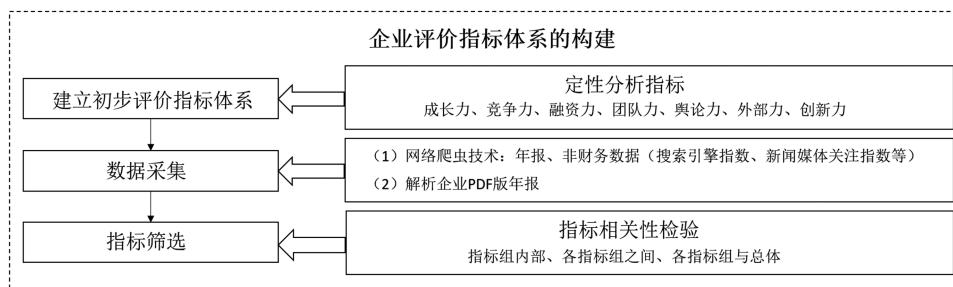 企业评价指标体系的构建
建立初步评价指标体系
定性分析指标
成长力、竞争力、融资力、团队力、舆论力、外部力、创新力
数据采集
（1）网络爬虫技术：年报、非财务数据（搜索引擎指数、新闻媒体关注指数等）
（2）解析企业PDF版年报
指标筛选
指标相关性检验
指标组内部、各指标组之间、各指标组与总体